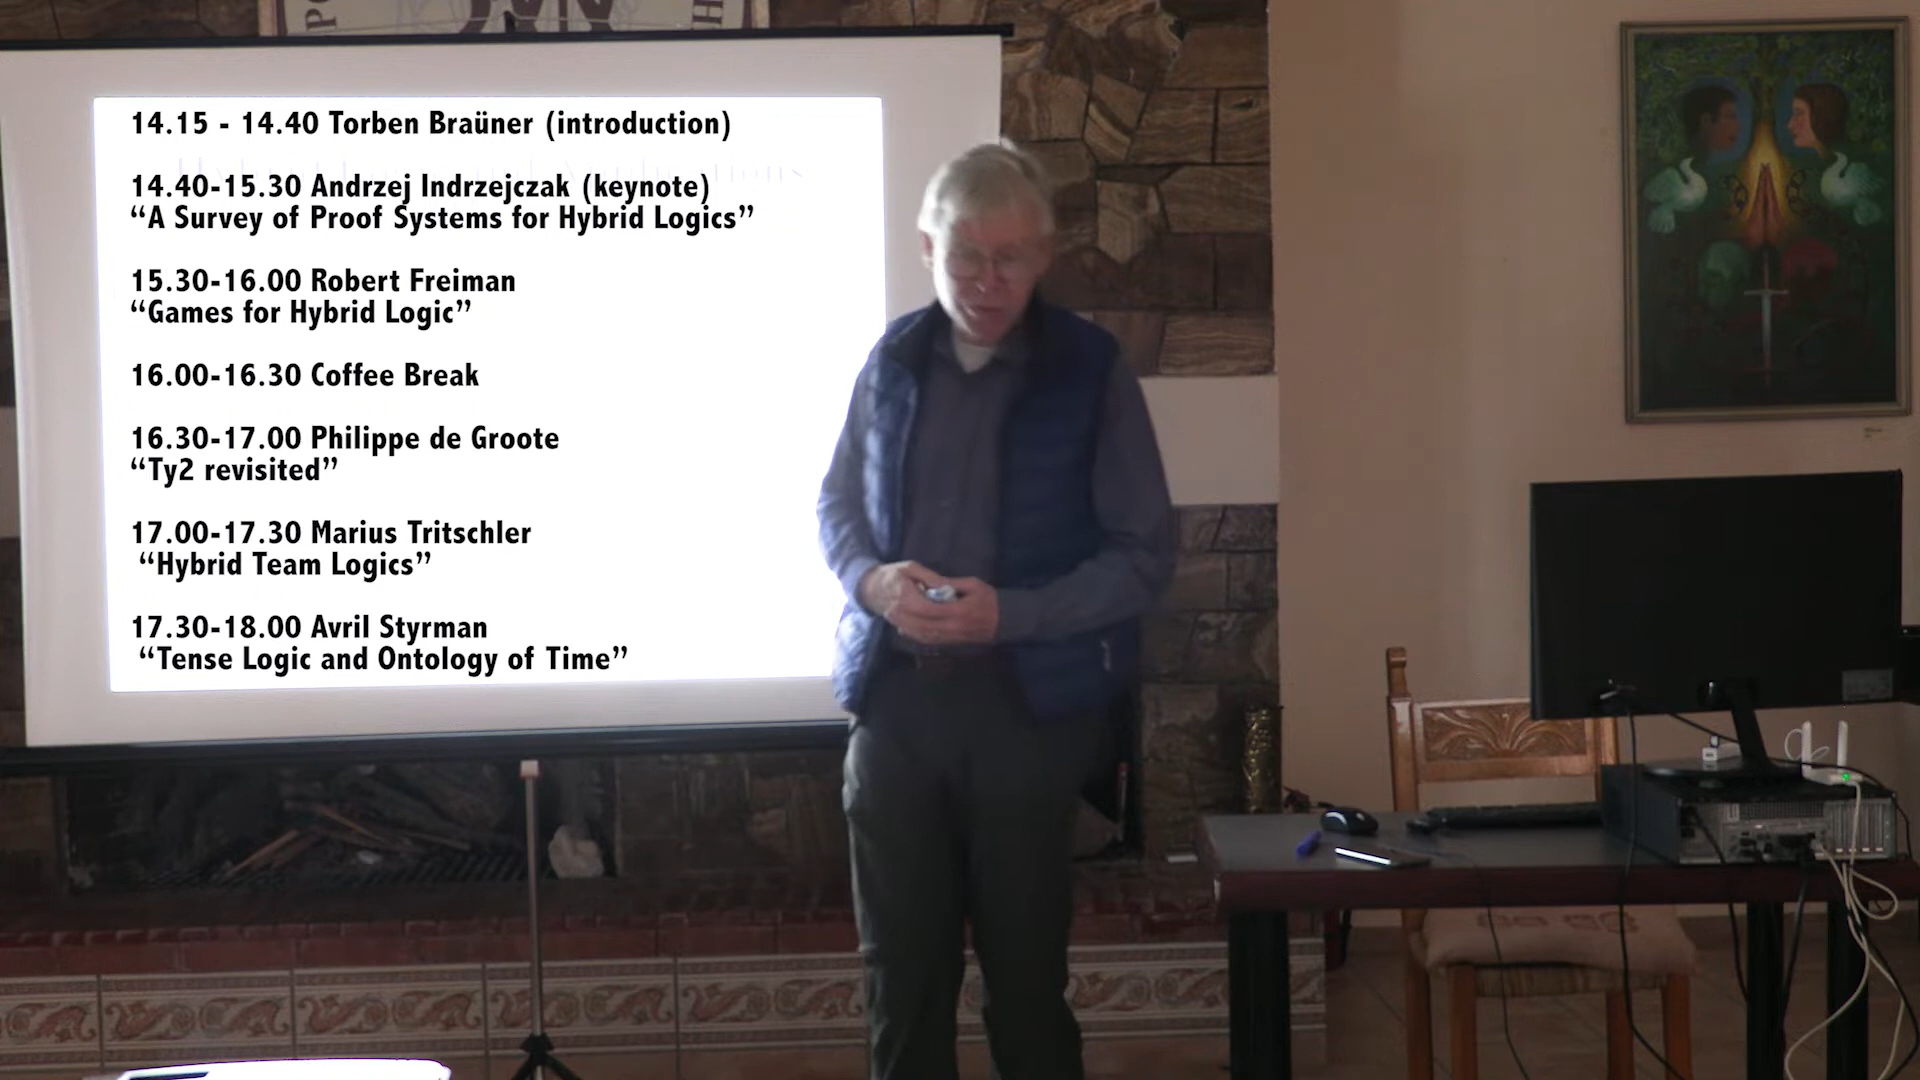 14.15 - 14.40 Torben Braüner (introduction)
14.40-15.30 Andrzej Indrzejczak (keynote)
“A Survey of Proof Systems for Hybrid Logics”
15.30-16.00 Robert Freiman
“Games for Hybrid Logic”
16.00-16.30 Coffee Break
16.30-17.00 Philippe de Groote
“Ty2 revisited”
17.00-17.30 Marius Tritschler
“Hybrid Team Logics”
17.30-18.00 Avril Styrman
“Tense Logic and Ontology of Time”